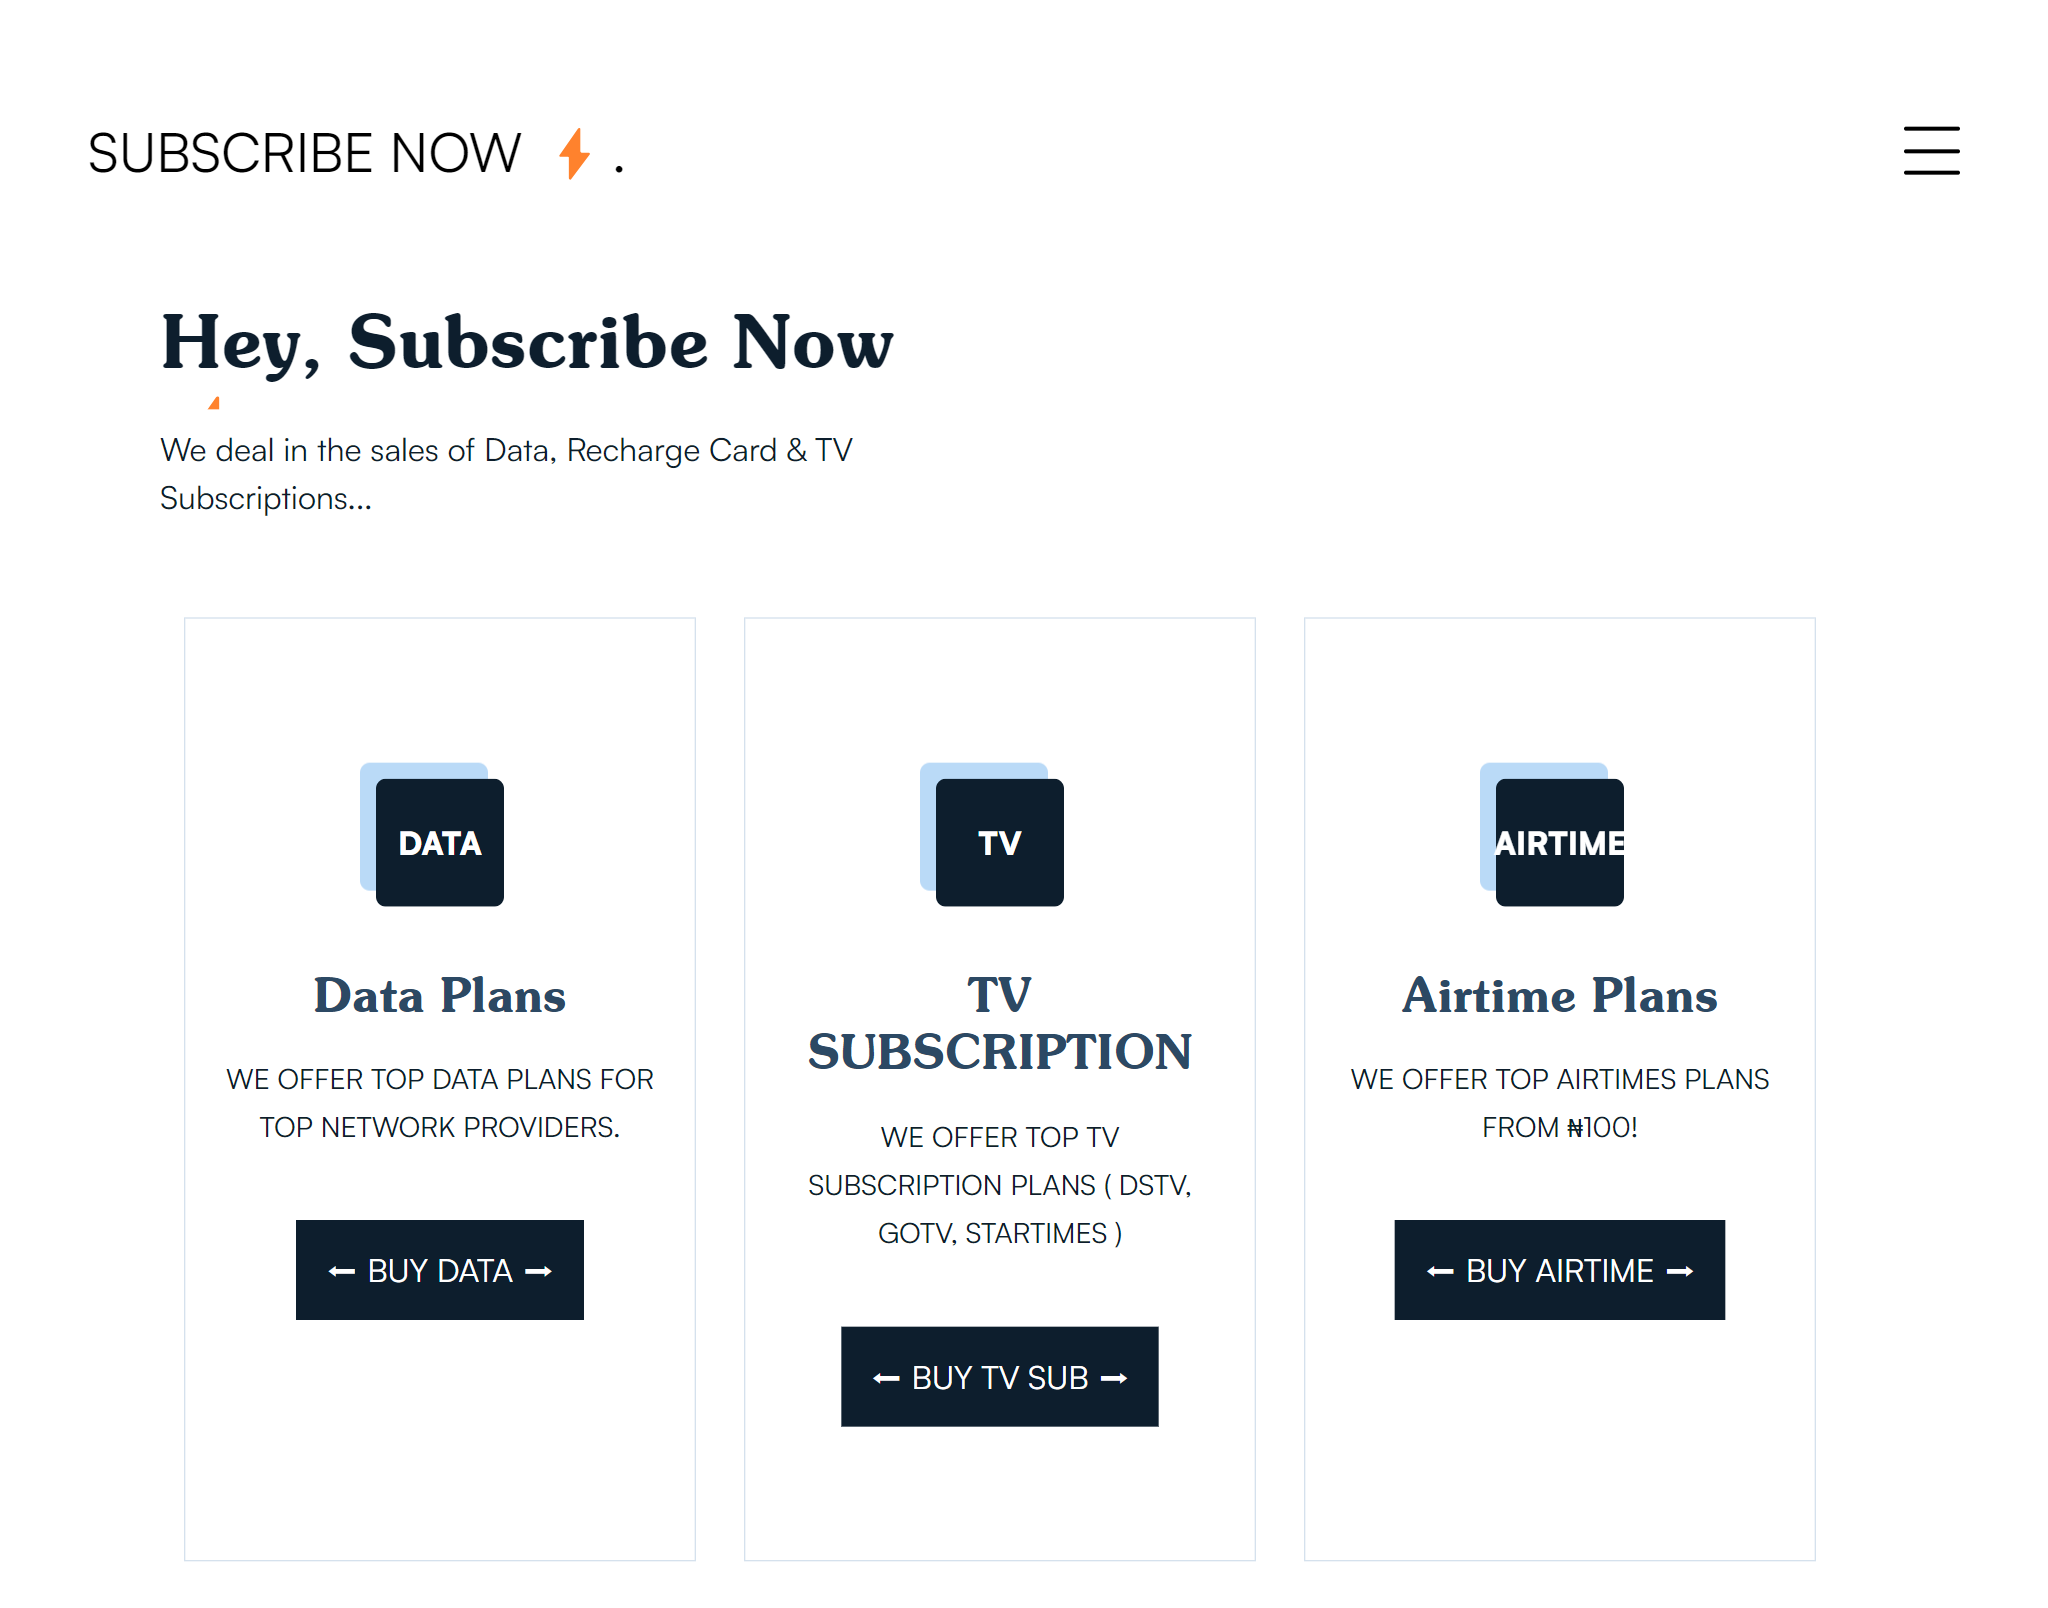 SUBSCRIBE NOW .
Hey, Subscribe Now
We deal in the sales of Data, Recharge Card & TV
Subscriptions...
DATA
Data Plans
WE OFFER TOP DATA PLANS FOR
TOP NETWORK PROVIDERS.
← BUY DATA →
TV
TV
SUBSCRIPTION
WE OFFER TOP TV
SUBSCRIPTION PLANS ( DSTV,
GOTV, STARTIMES )
← BUY TV SUB →
AIRTIME
Airtime Plans
WE OFFER TOP AIRTIMES PLANS
FROM ₦100!
← BUY AIRTIME →